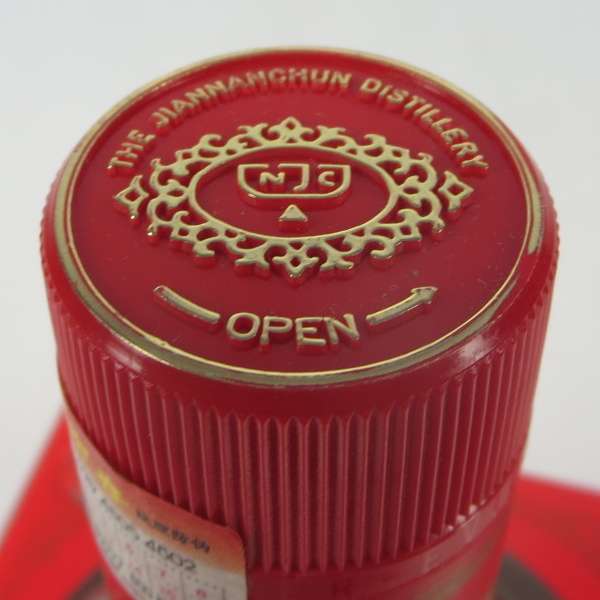 THE JIANNANCHUN DISTILLERY
NJC
OPEN
4602